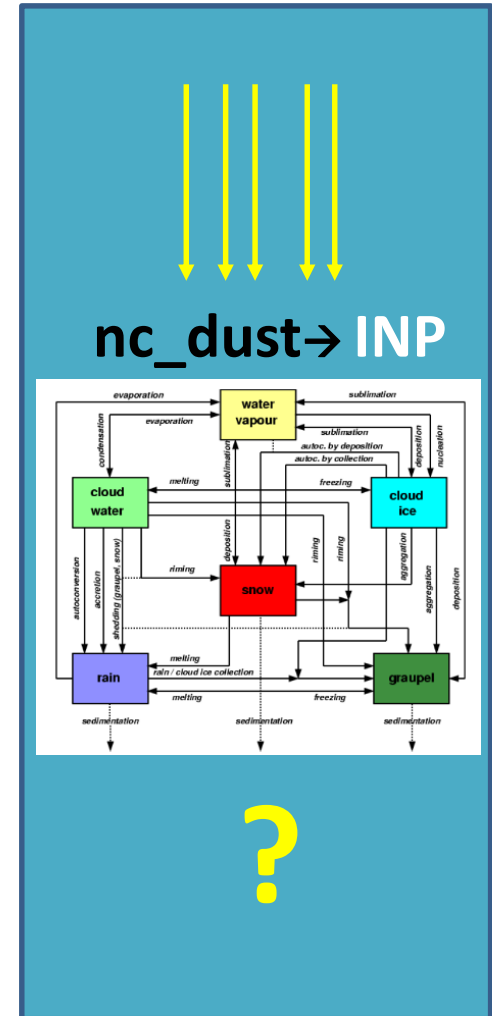 nc_dust→ INP
evaporation
sublimation
water
vapour
evaporation
sublimation
condensation
sublimation
autoc. by deposition
autoc. by collection
deposition
nucleation
melting
freezing
cloud
water
cloud
ice
deposition
riming
riming
riming
snow
autoconversion
accretion
shedding (graupel, snow)
aggregation
aggregation
deposition
melting
rain
rain / cloud ice collection
graupel
melting
freezing
sedimentation
sedimentation
sedimentation
?